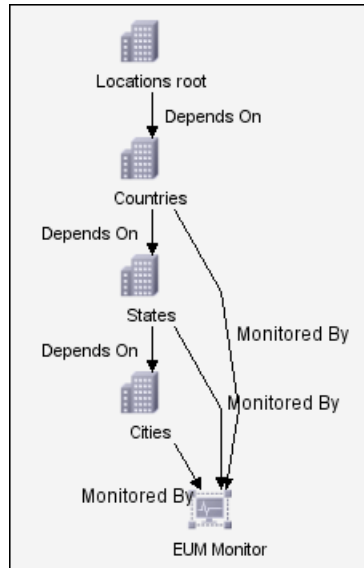 Locations root
Depends On
Countries
Depends On
Monitored By
States
Depends On
Monitored By
Cities
Monitored By
EUM Monitor